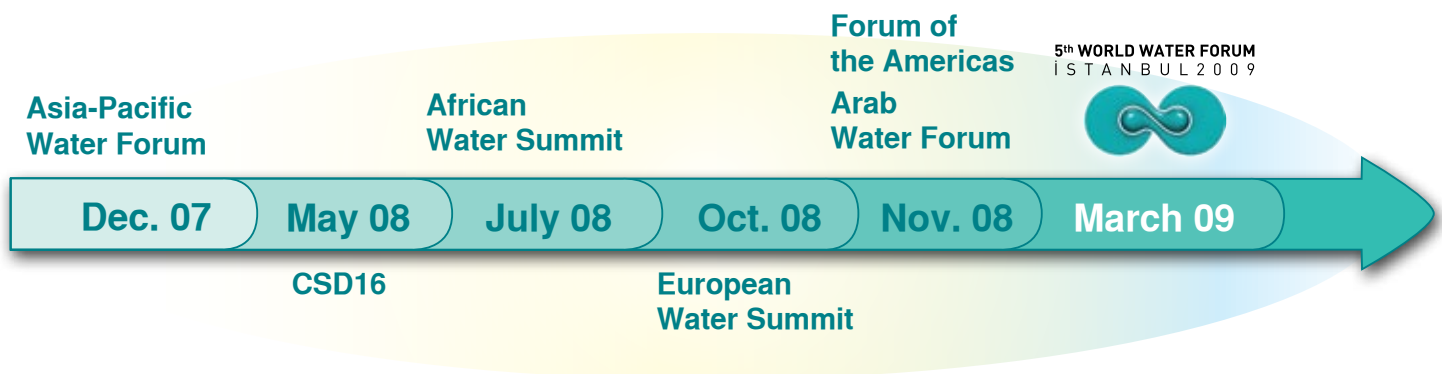 Forum of
the Americas
5th WORLD WATER FORUM
İSTANBUL2009
Asia-Pacific
Water Forum
African
Water Summit
Arab
Water Forum
Dec. 07
May 08
July 08
Oct. 08
Nov. 08
March 09
CSD16
European
Water Summit